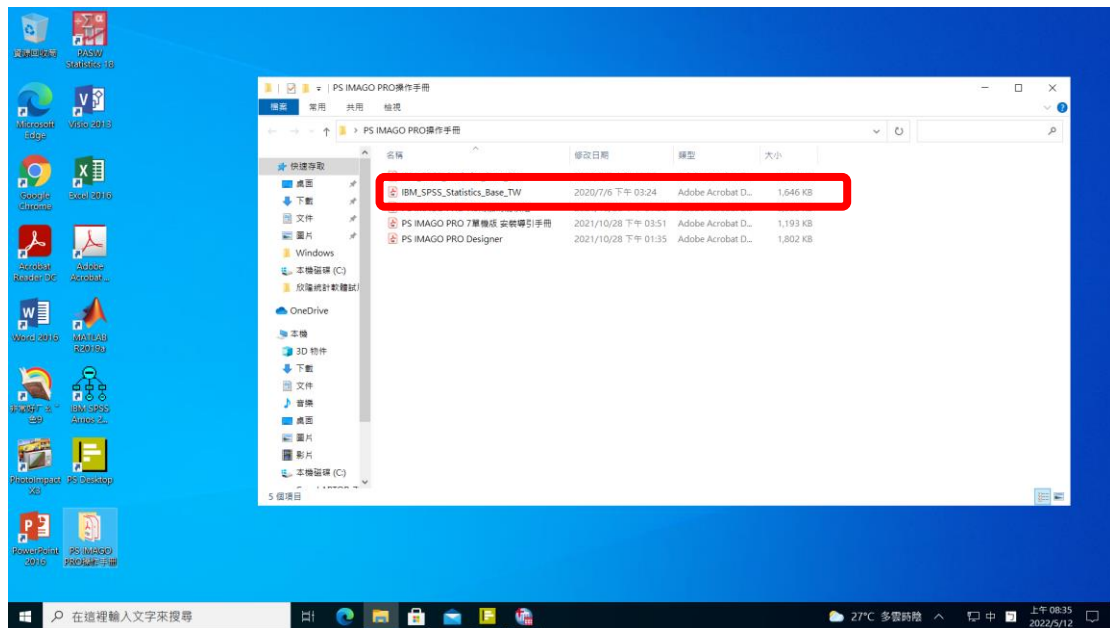 PASW
Statistics 18
Microsoft
Edge
Visio 2013
Google
Chrome
Excel 2016
Acrobat
Reader DC
Adobe
Acrobat...
Word 2016
MATLAB
R2019a
IBM SPSS
Amos 2...
PhotoImpact
X3
PS Desktop
PowerPoint
2016
PS IMAGO
PRO操作手冊
PS IMAGO PRO操作手冊
檔案 常用 共用 檢視
PS IMAGO PRO操作手冊
名稱 修改日期 類型 大小
快速存取
桌面
下載
文件
圖片
Windows
本機磁碟 (C:)
欣隆統計軟體試用
OneDrive
本機
3D 物件
下載
文件
音樂
桌面
圖片
影片
本機磁碟 (C:)
IBM_SPSS_Statistics_Base_TW 2020/7/6 下午 03:24 Adobe Acrobat D... 1,646 KB
PS IMAGO PRO 7單機版 安裝導引手冊 2021/10/28 下午 03:51 Adobe Acrobat D... 1,193 KB
PS IMAGO PRO Designer 2021/10/28 下午 01:35 Adobe Acrobat D... 1,802 KB
5 個項目
在這裡輸入文字來搜尋
27°C 多雲時陰
中
上午 08:35
2022/5/12